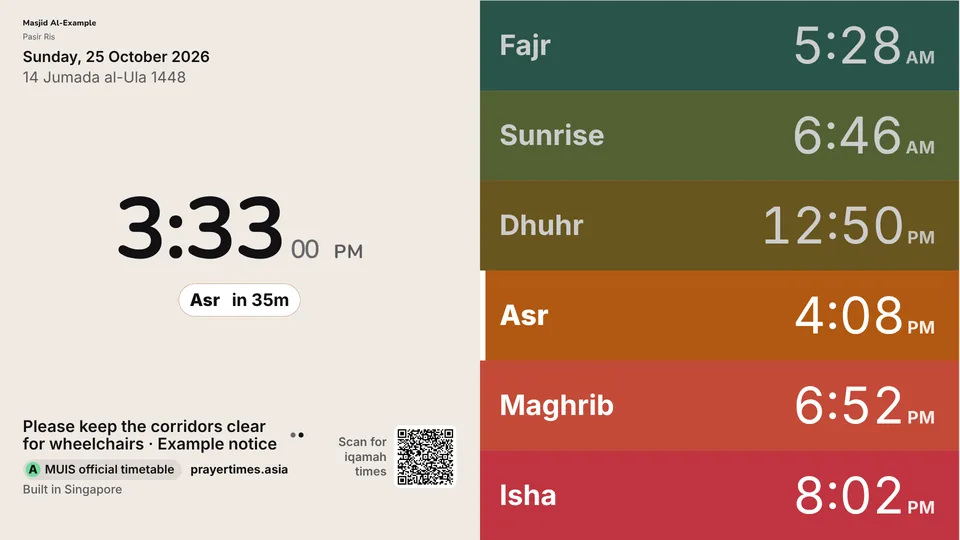 Masjid Al-Example
Pasir Ris
Sunday, 25 October 2026
14 Jumada al-Ula 1448
3:33 00 PM
Asr in 35m
Please keep the corridors clear
for wheelchairs · Example notice
A MUIS official timetable prayertimes.asia
Built in Singapore
Scan for
iqamah
times
Fajr 5:28 AM
Sunrise 6:46 AM
Dhuhr 12:50 PM
Asr 4:08 PM
Maghrib 6:52 PM
Isha 8:02 PM